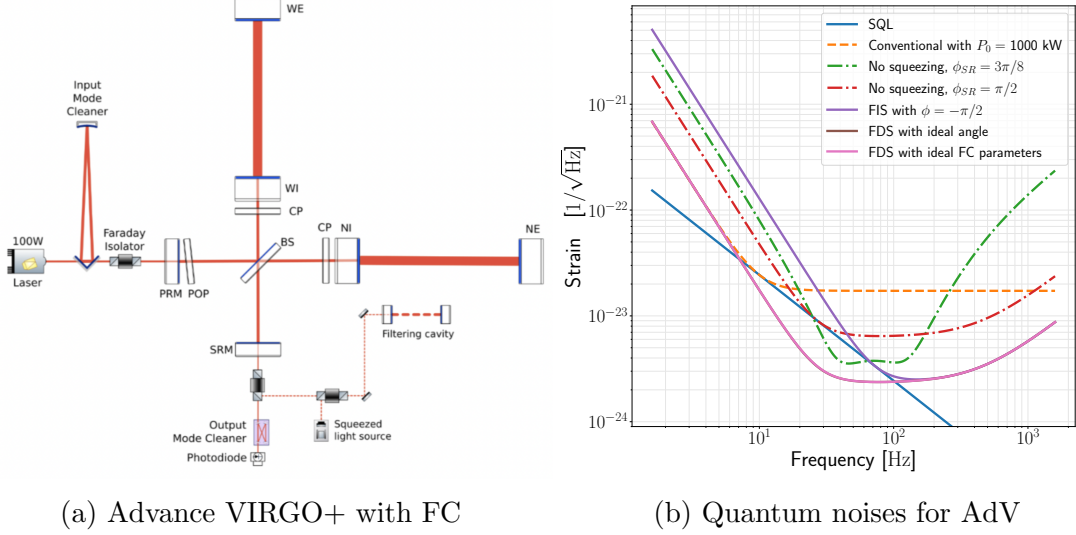 WE
Input
Mode
Cleaner
WI
CP
100W
Laser
Faraday
Isolator
BS
CP
NI
NE
PRM
POP
Filtering cavity
SRM
Output
Mode Cleaner
Squeezed
light source
Photodiode
(a) Advance VIRGO+ with FC
SQL
Conventional with P₀ = 1000 kW
No squeezing, ϕ_SR = 3π/8
No squeezing, ϕ_SR = π/2
FIS with ϕ = −π/2
FDS with ideal angle
FDS with ideal FC parameters
10⁻²¹
10⁻²²
10⁻²³
10⁻²⁴
Strain [1/√Hz]
10¹
10²
10³
Frequency [Hz]
(b) Quantum noises for AdV